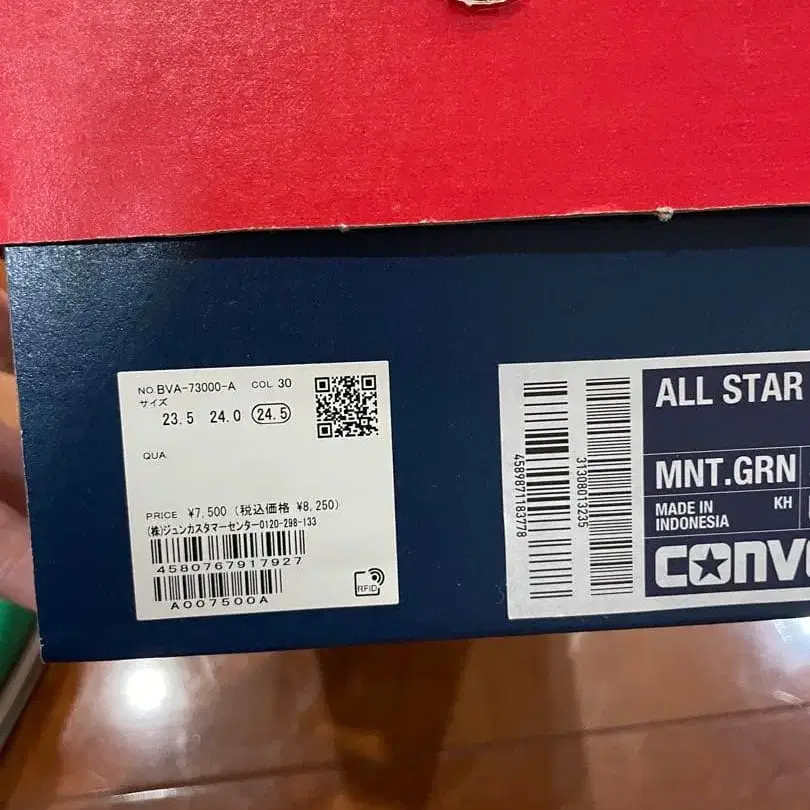 NO.BVA-73000-A COL 30
サイズ
23.5 24.0 24.5
QUA
PRICE ¥7,500 (税込価格 ¥8,250)
(株)ジュンカスタマーセンター0120-298-133
4580767917927
A007500A
RFID
4589871183778
31308013235
ALL STAR
MNT.GRN
MADE IN
INDONESIA
KH
CONV